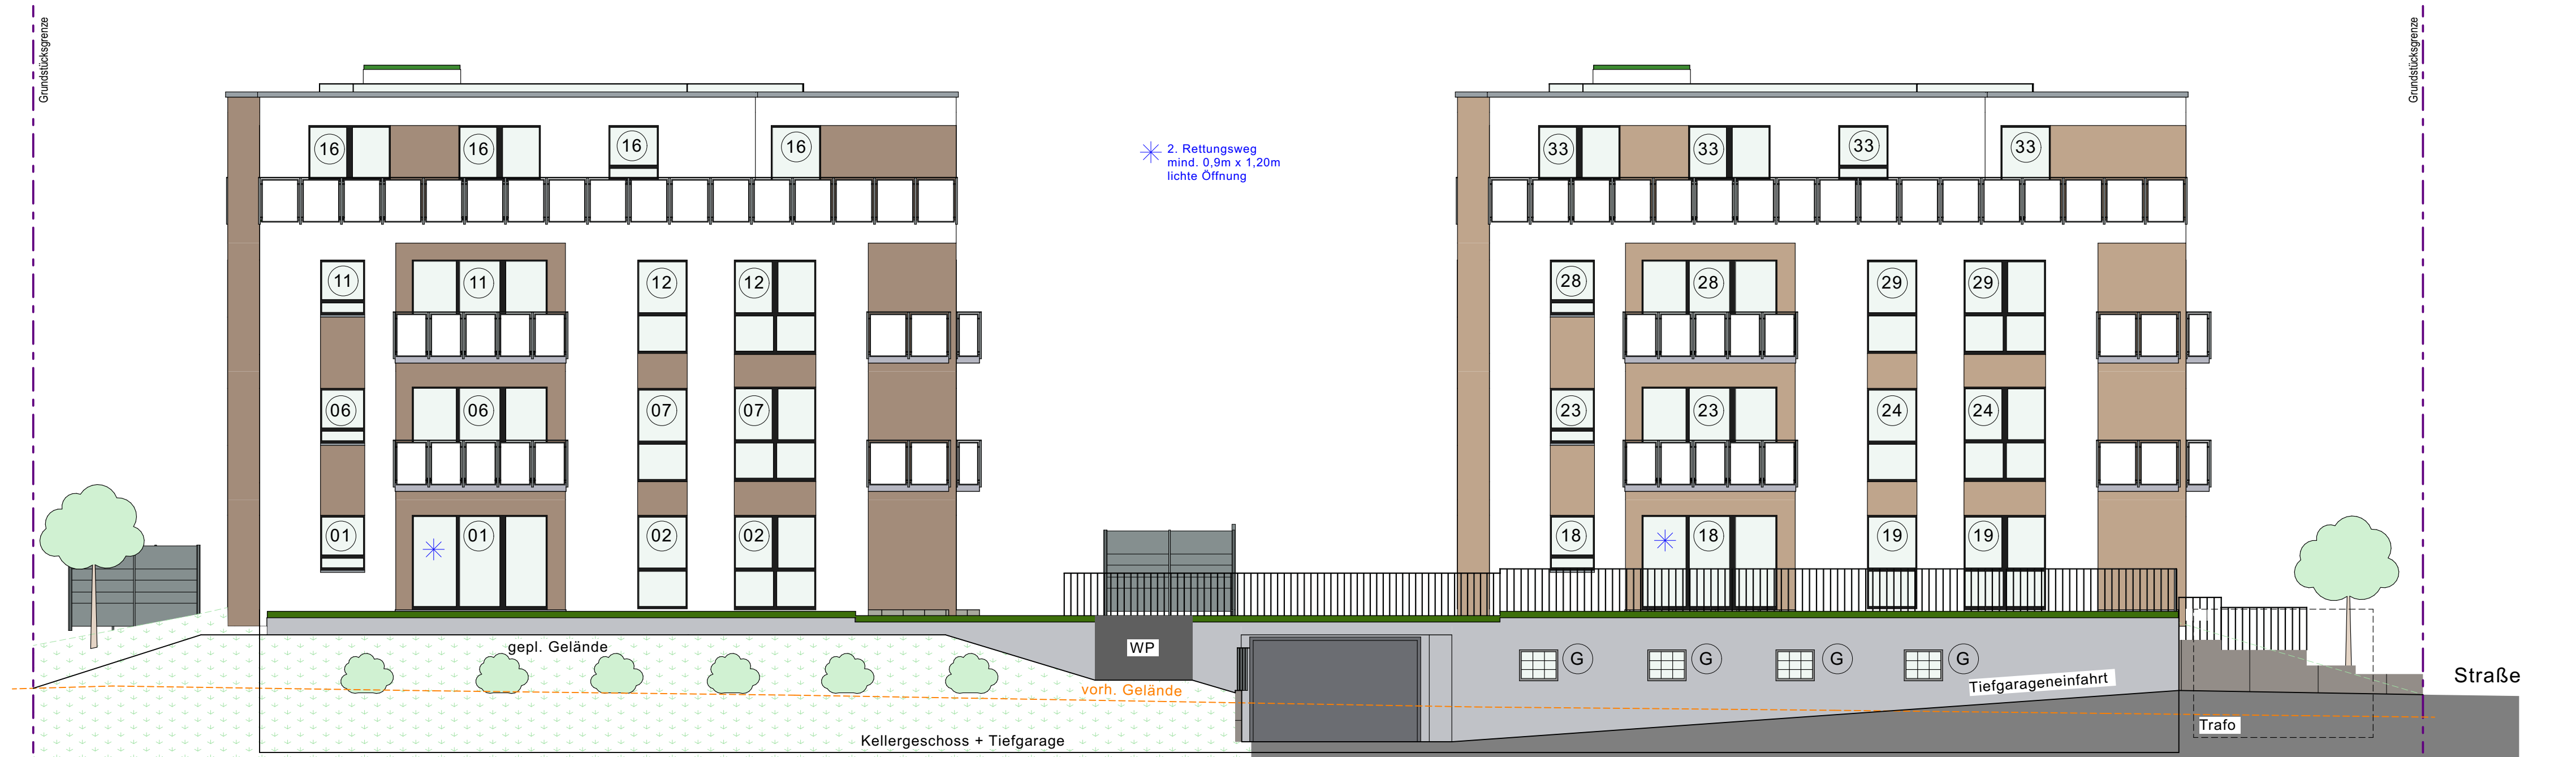 Grundstücksgrenze
Grundstücksgrenze
2. Rettungsweg
mind. 0,9m x 1,20m
lichte Öffnung
16 16 16 16
33 33 33 33
11 11 12 12
28 28 29 29
06 06 07 07
23 23 24 24
01 01 02 02
18 18 19 19
gepl. Gelände
WP
G G G G
vorh. Gelände
Tiefgarageneinfahrt
Straße
Trafo
Kellergeschoss + Tiefgarage